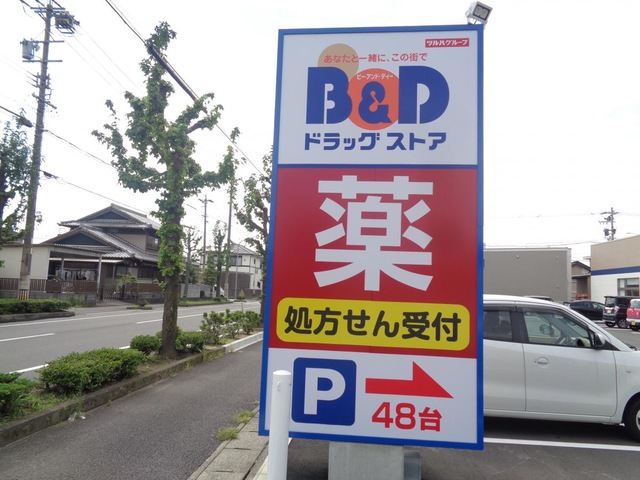 ツルハグループ
あなたと一緒に、この街で
ビー・アンド・ディー
B&D
ドラッグストア
薬
処方せん受付
P
48台